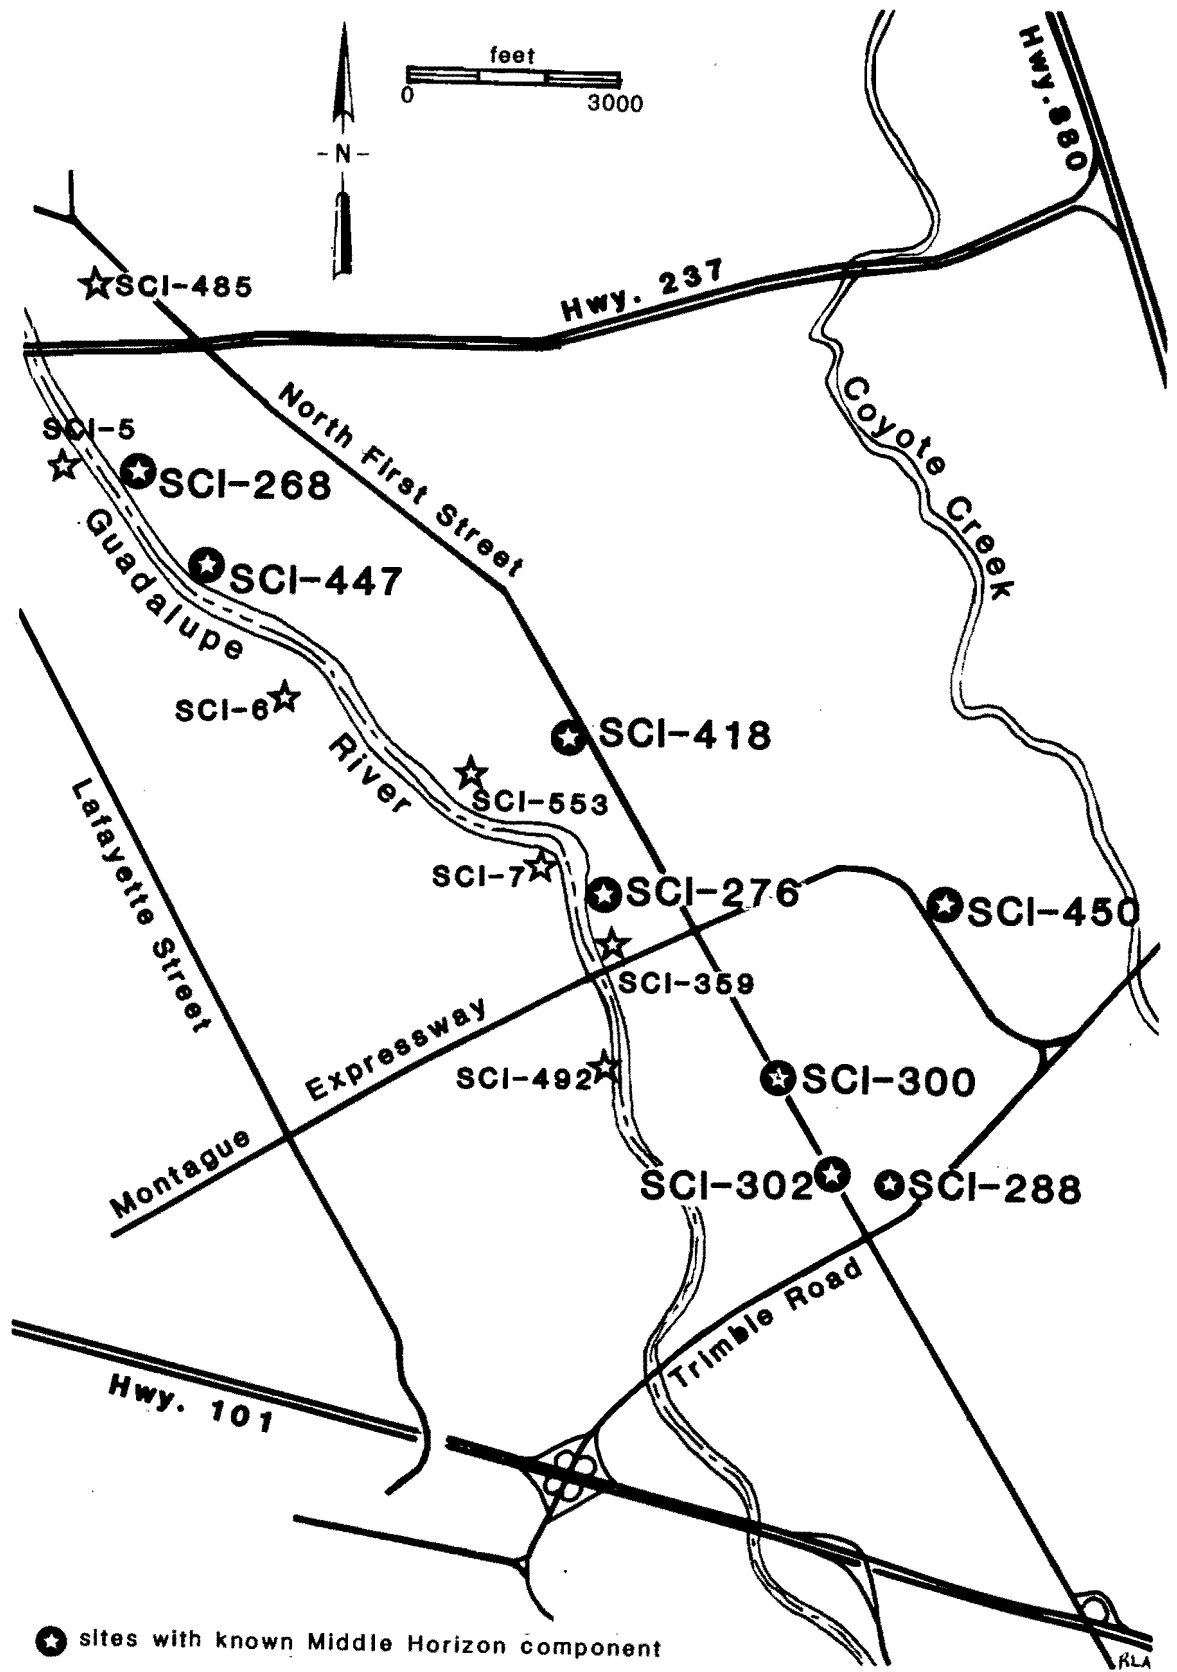 feet
0 3000
-N-
Hwy. 880
SCI-485
Hwy. 237
SCI-5
SCI-268
North First Street
Coyote Creek
SCI-447
Guadalupe
River
SCI-6
SCI-418
SCI-553
SCI-7
SCI-276
SCI-450
Lafayette Street
SCI-359
Montague Expressway
SCI-492
SCI-300
SCI-302
SCI-288
Trimble Road
Hwy. 101
sites with known Middle Horizon component
RLA